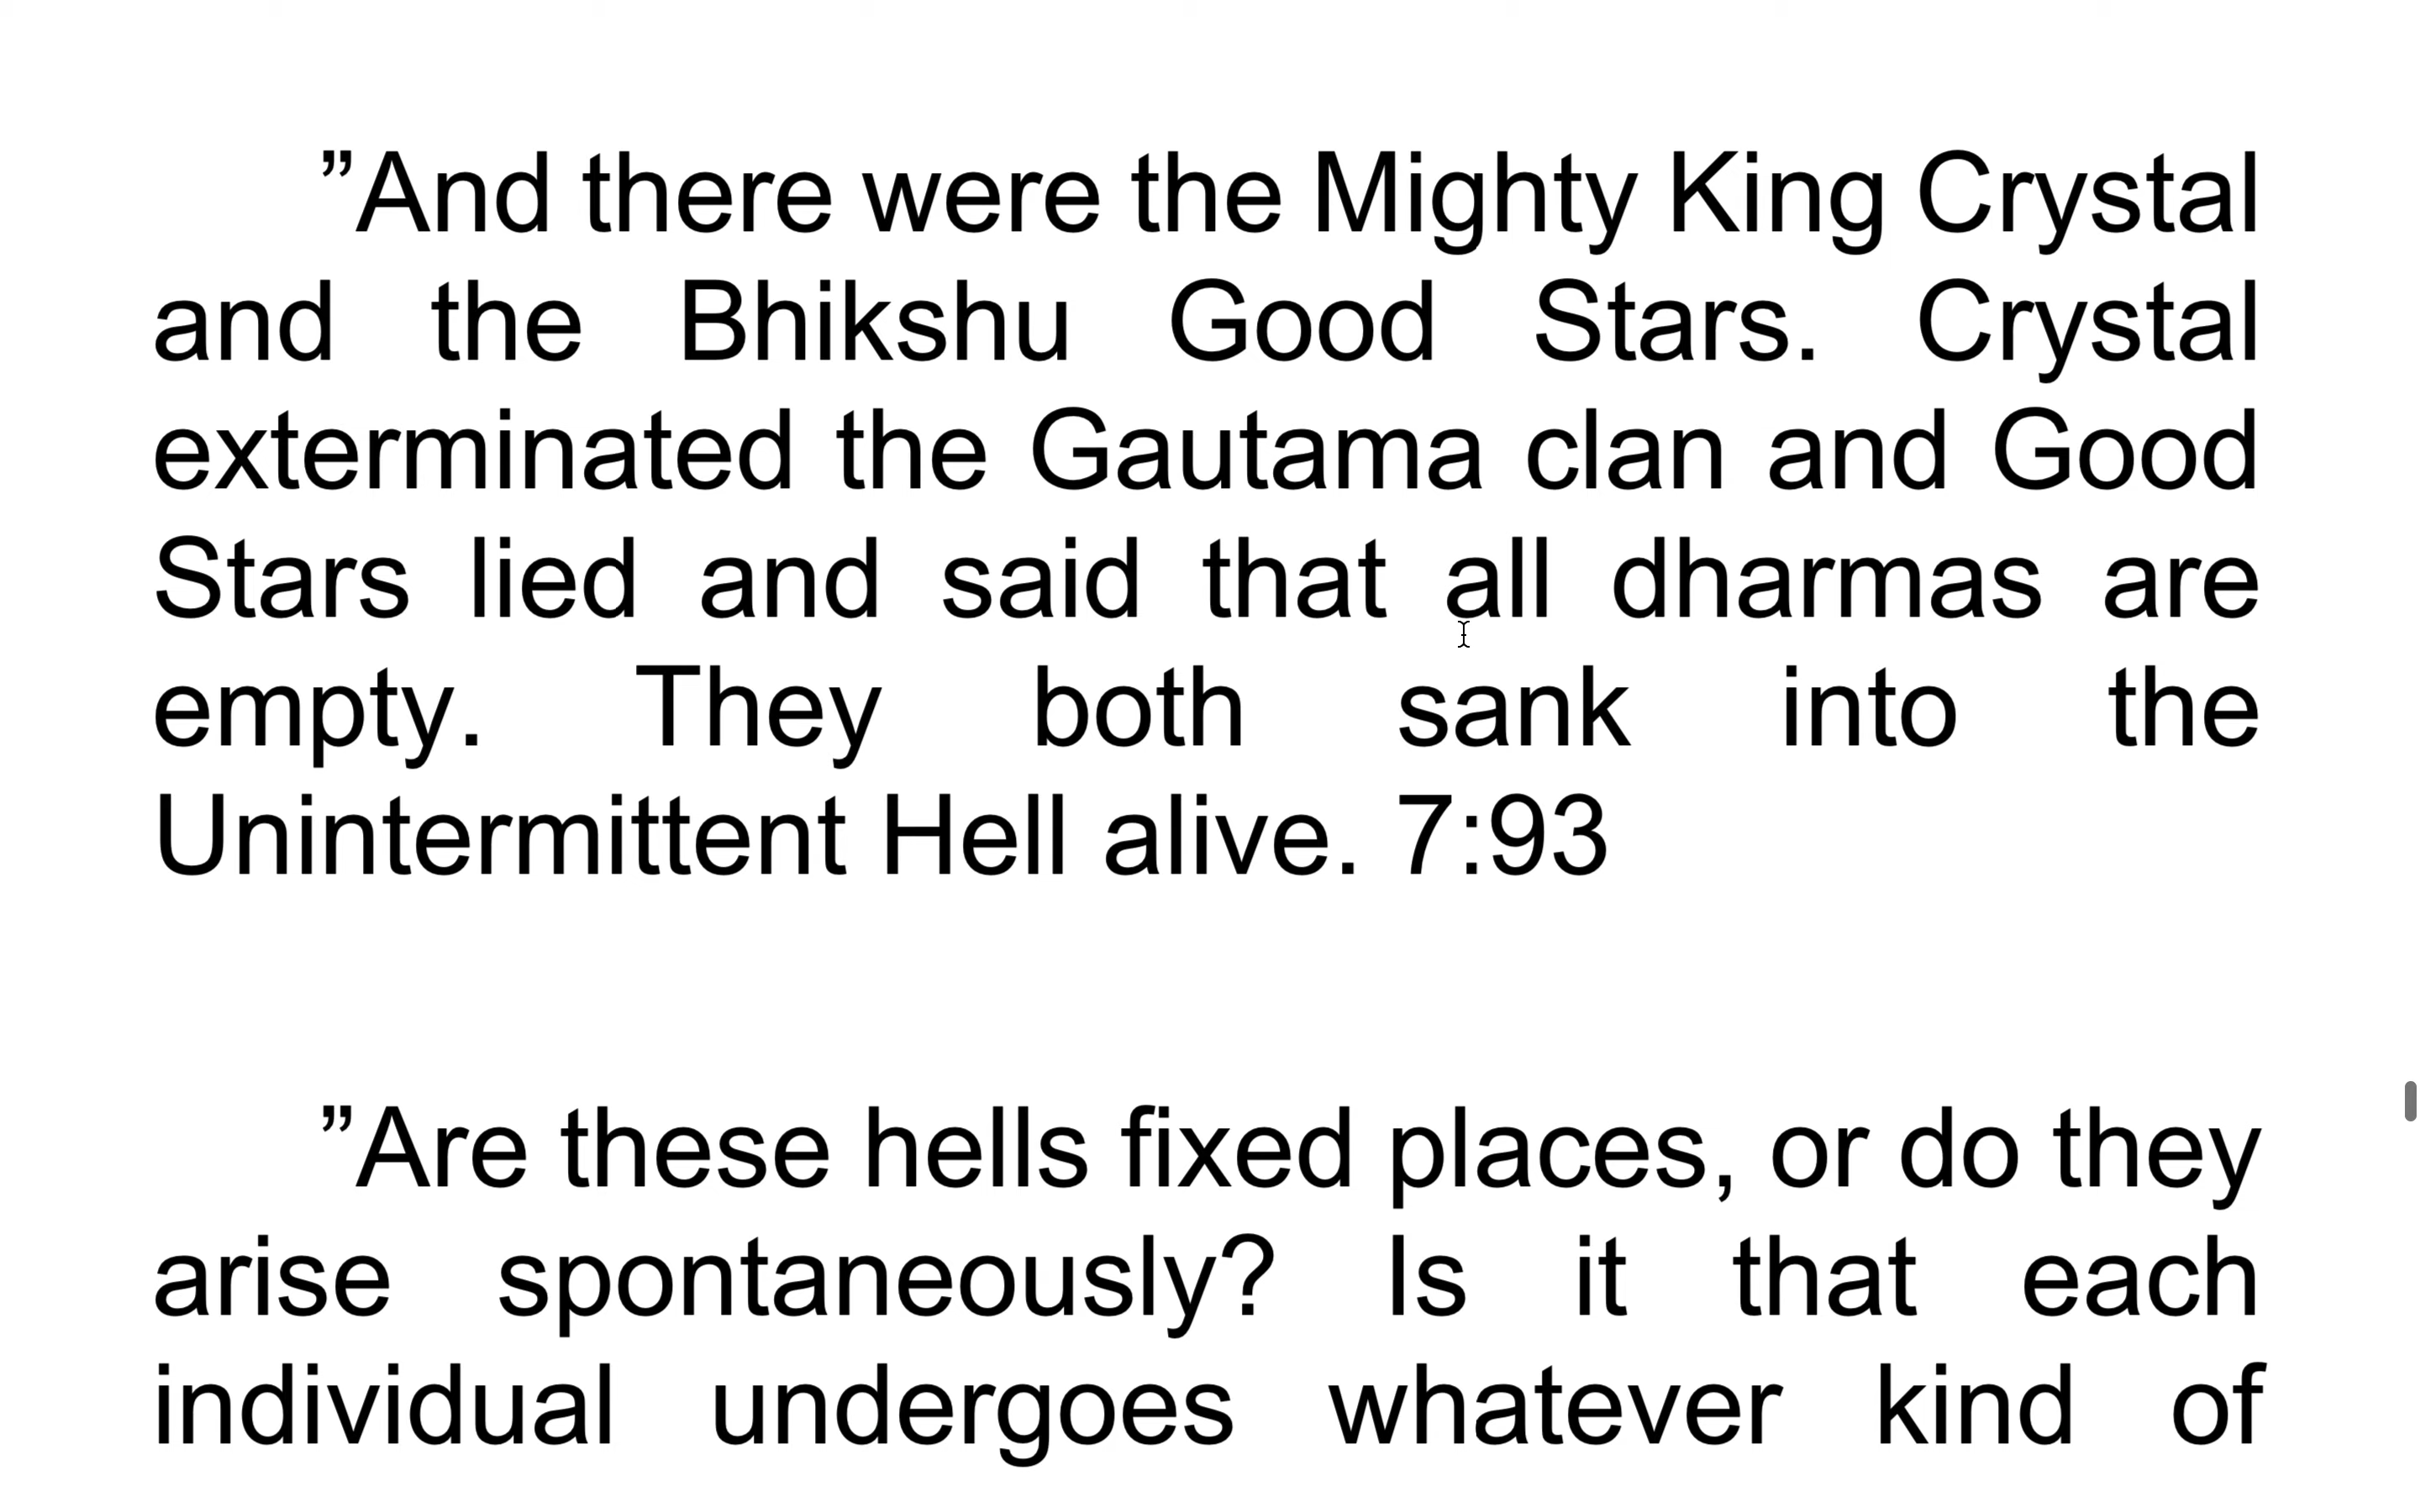 ”And there were the Mighty King Crystal
and the Bhikshu Good Stars. Crystal
exterminated the Gautama clan and Good
Stars lied and said that all dharmas are
empty. They both sank into the
Unintermittent Hell alive. 7:93
”Are these hells fixed places, or do they
arise spontaneously? Is it that each
individual undergoes whatever kind of